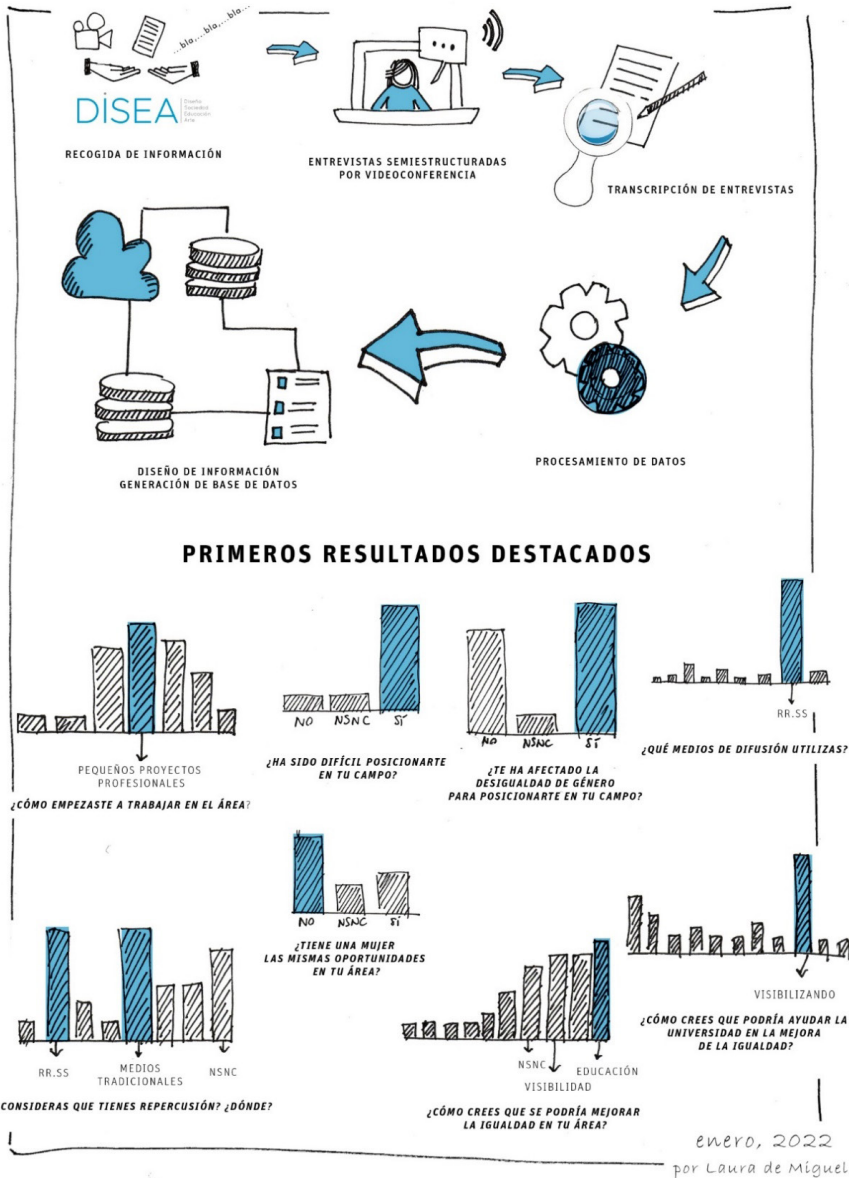 ...bla...,...bla...,...bla...
DISEA
Diseño
Sociedad
Educación
Arte
RECOGIDA DE INFORMACIÓN
ENTREVISTAS SEMIESTRUCTURADAS
POR VIDEOCONFERENCIA
TRANSCRIPCIÓN DE ENTREVISTAS
DISEÑO DE INFORMACIÓN
GENERACIÓN DE BASE DE DATOS
PROCESAMIENTO DE DATOS
PRIMEROS RESULTADOS DESTACADOS
PEQUEÑOS PROYECTOS
PROFESIONALES
¿CÓMO EMPEZASTE A TRABAJAR EN EL ÁREA?
NO NSNC SÍ
¿HA SIDO DIFÍCIL POSICIONARTE
EN TU CAMPO?
NO NSNC SÍ
¿TE HA AFECTADO LA
DESIGUALDAD DE GÉNERO
PARA POSICIONARTE EN TU CAMPO?
RR.SS
¿QUÉ MEDIOS DE DIFUSIÓN UTILIZAS?
RR.SS
MEDIOS
TRADICIONALES
NSNC
CONSIDERAS QUE TIENES REPERCUSIÓN? ¿DÓNDE?
NO NSNC SÍ
¿TIENE UNA MUJER
LAS MISMAS OPORTUNIDADES
EN TU ÁREA?
NSNC
VISIBILIDAD
EDUCACIÓN
¿CÓMO CREES QUE SE PODRÍA MEJORAR
LA IGUALDAD EN TU ÁREA?
VISIBILIZANDO
¿CÓMO CREES QUE PODRÍA AYUDAR LA
UNIVERSIDAD EN LA MEJORA
DE LA IGUALDAD?
enero, 2022
por Laura de Miguel